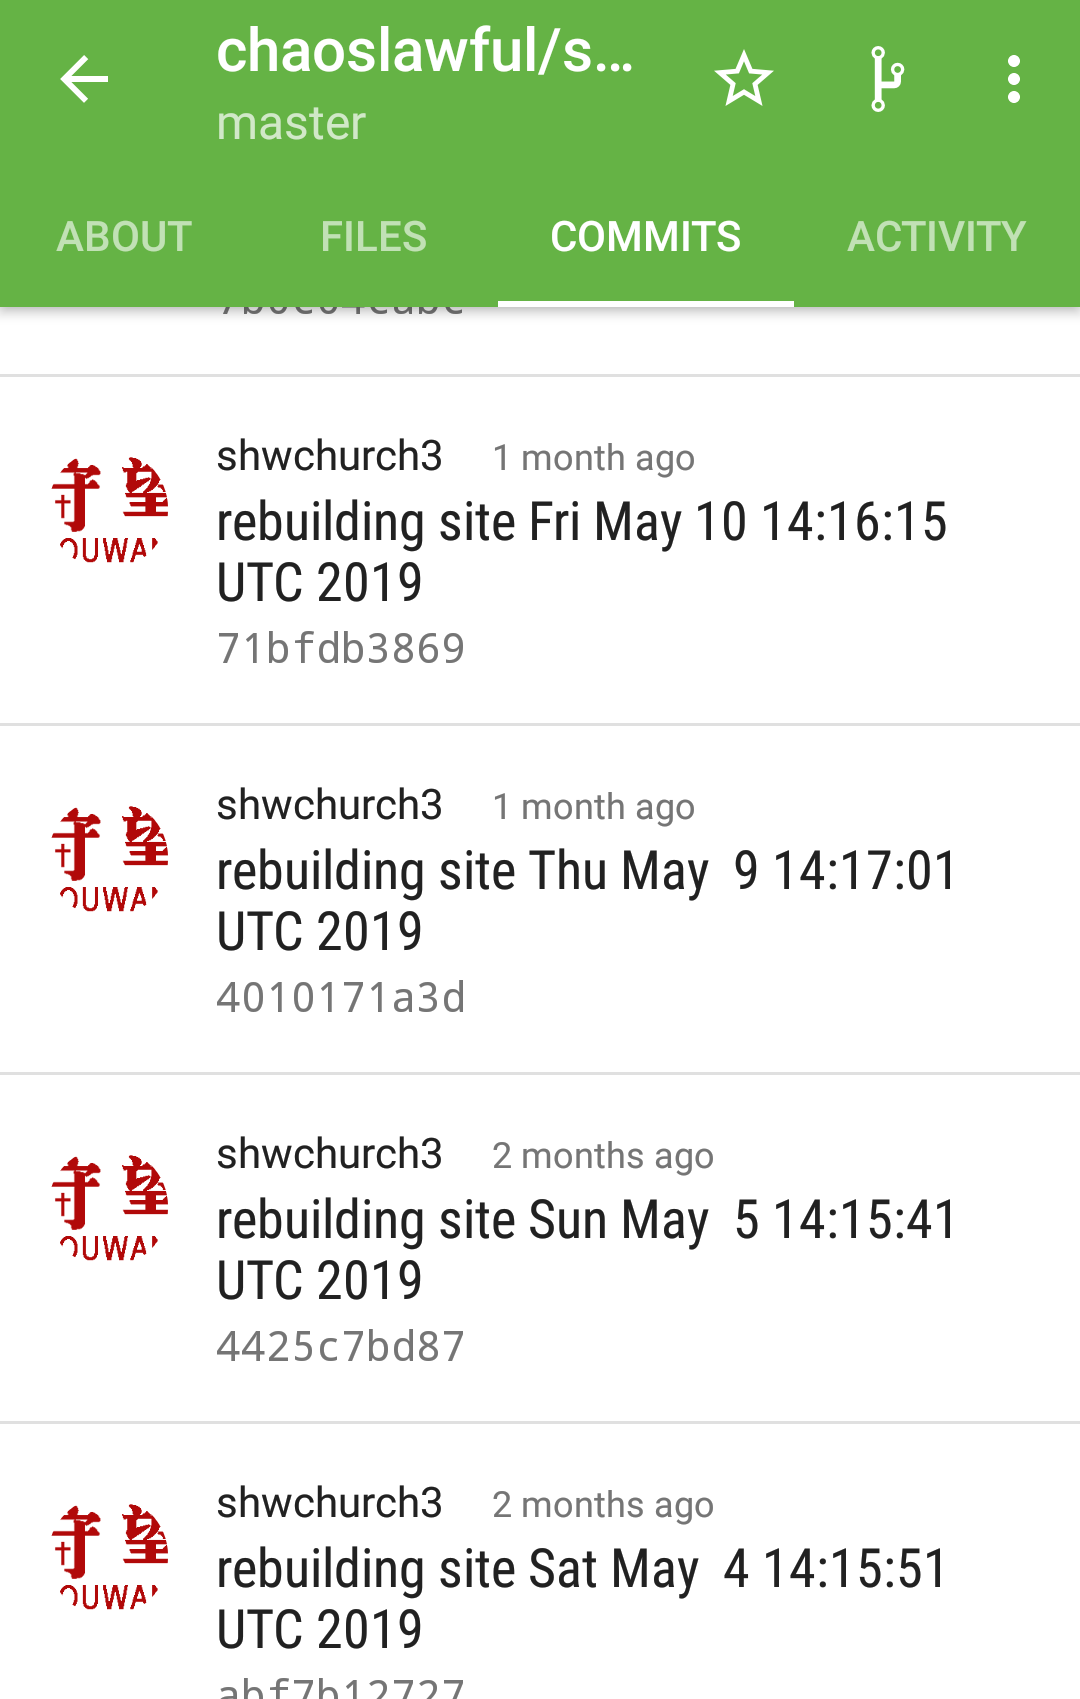 chaoslawful/s...
master
ABOUT FILES COMMITS ACTIVITY
shwchurch3 1 month ago
rebuilding site Fri May 10 14:16:15
UTC 2019
71bfdb3869
shwchurch3 1 month ago
rebuilding site Thu May  9 14:17:01
UTC 2019
4010171a3d
shwchurch3 2 months ago
rebuilding site Sun May  5 14:15:41
UTC 2019
4425c7bd87
shwchurch3 2 months ago
rebuilding site Sat May  4 14:15:51
UTC 2019
abf7b12727